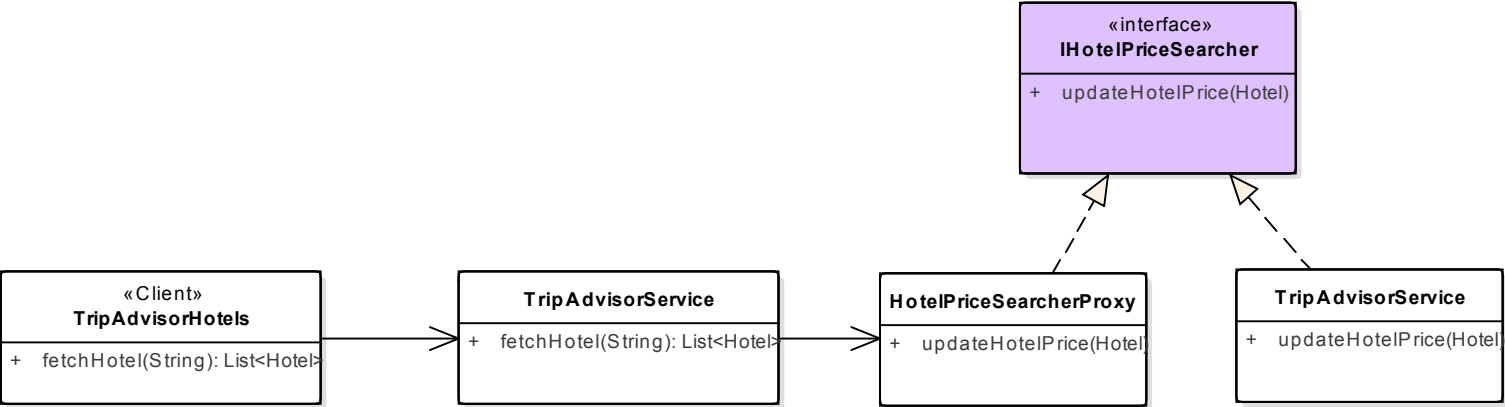 «interface»
IHotelPriceSearcher
+ updateHotelPrice(Hotel)
«Client»
TripAdvisorHotels
+ fetchHotel(String): List<Hotel>
TripAdvisorService
+ fetchHotel(String): List<Hotel>
HotelPriceSearcherProxy
+ updateHotelPrice(Hotel)
TripAdvisorService
+ updateHotelPrice(Hotel)